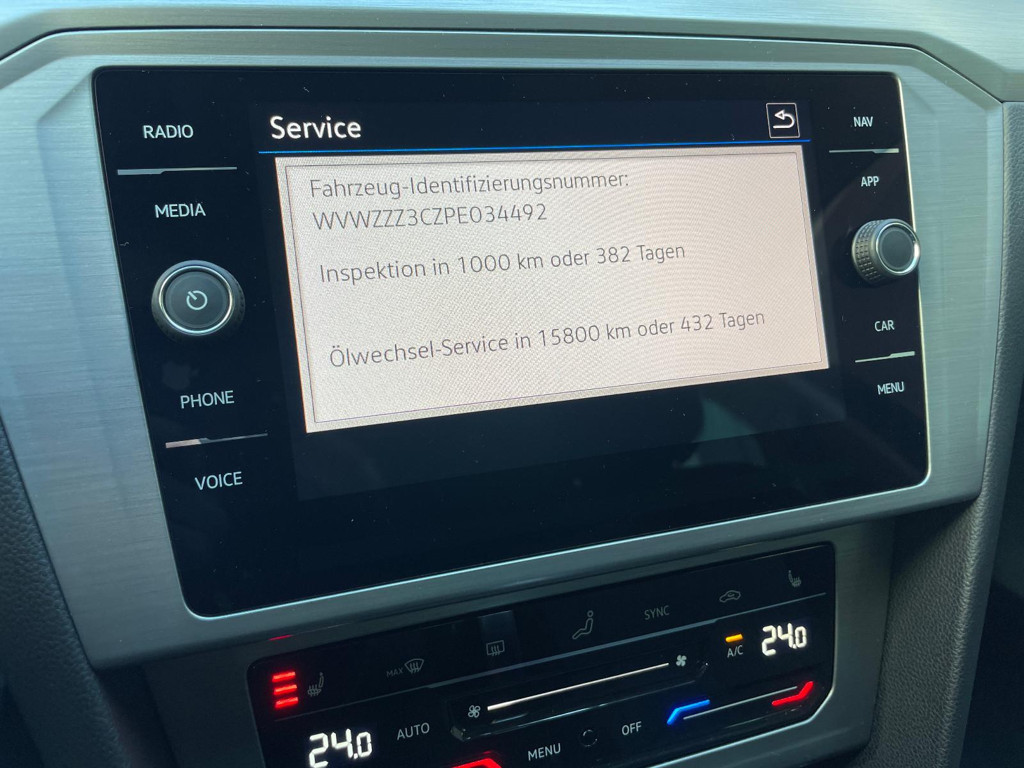 RADIO
Service
NAV
APP
MEDIA
Fahrzeug-Identifizierungsnummer:
WVWZZZ3CZPE034492
Inspektion in 1000 km oder 382 Tagen
Ölwechsel-Service in 15800 km oder 432 Tagen
CAR
MENU
PHONE
VOICE
MAX
SYNC
A/C
24.0
24.0
AUTO
MENU
OFF